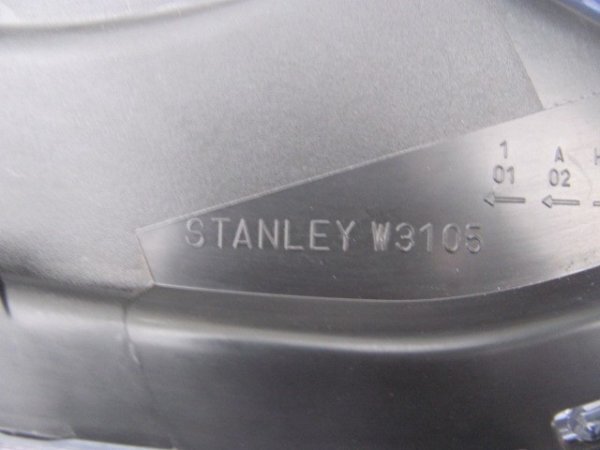 1 A H
01 02
← ←
STANLEY W3105